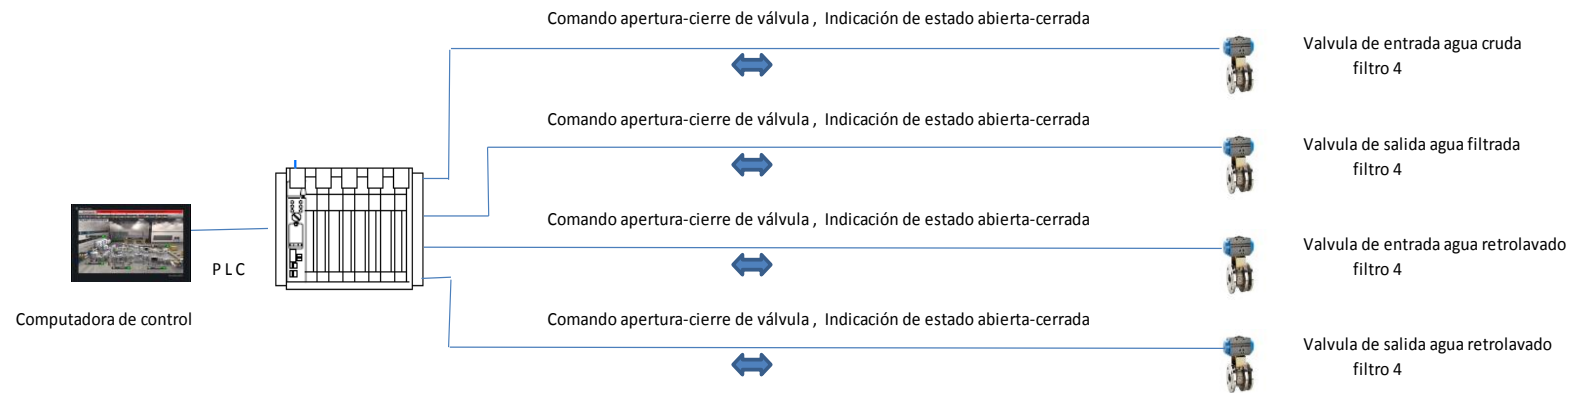 Comando apertura-cierre de válvula , Indicación de estado abierta-cerrada
Valvula de entrada agua cruda
filtro 4
Comando apertura-cierre de válvula , Indicación de estado abierta-cerrada
Valvula de salida agua filtrada
filtro 4
Comando apertura-cierre de válvula , Indicación de estado abierta-cerrada
Valvula de entrada agua retrolavado
filtro 4
P L C
Computadora de control
Comando apertura-cierre de válvula , Indicación de estado abierta-cerrada
Valvula de salida agua retrolavado
filtro 4